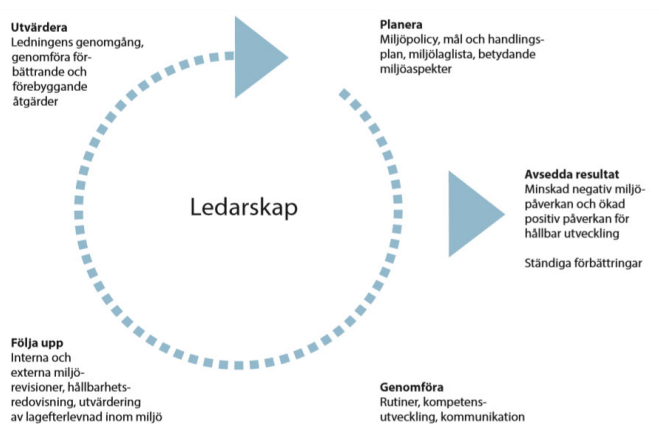 Utvärdera
Ledningens genomgång,
genomföra för-
bättrande och
förebyggande
åtgärder
Planera
Miljöpolicy, mål och handlings-
plan, miljölaglista, betydande
miljöaspekter
Ledarskap
Avsedda resultat
Minskad negativ miljö-
påverkan och ökad
positiv påverkan för
hållbar utveckling
Ständiga förbättringar
Följa upp
Interna och
externa miljö-
revisioner, hållbarhets-
redovisning, utvärdering
av lagefterlevnad inom miljö
Genomföra
Rutiner, kompetens-
utveckling, kommunikation